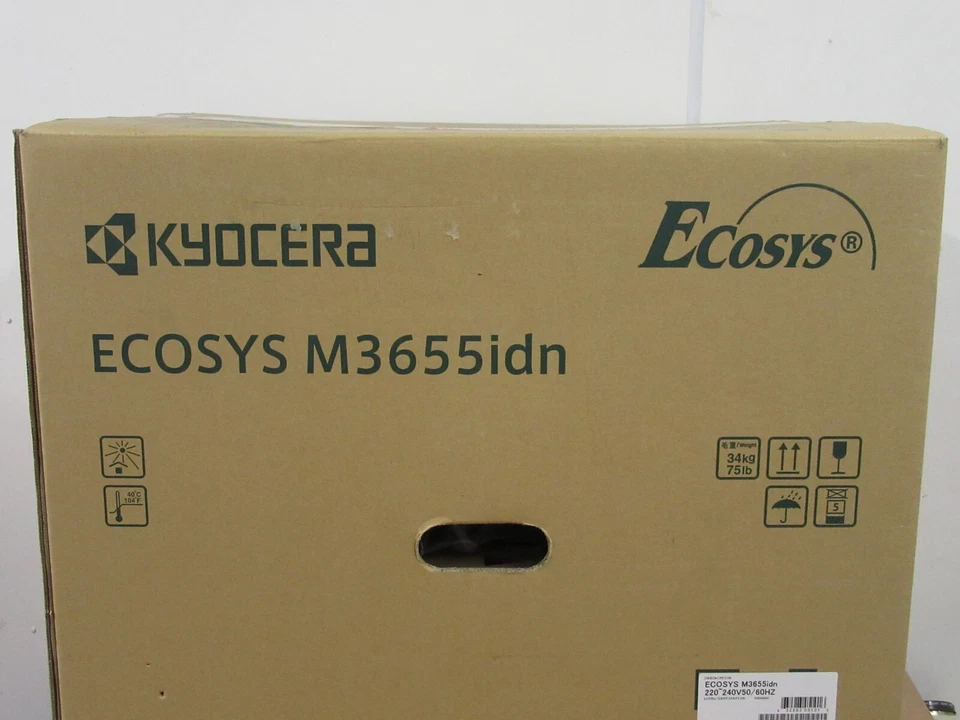 KYOCERA
ECOSYS®
ECOSYS M3655idn
毛重/Weight
34kg
75lb
40°C
104°F
5
ECOSYS M3655idn
220~240V50/60HZ